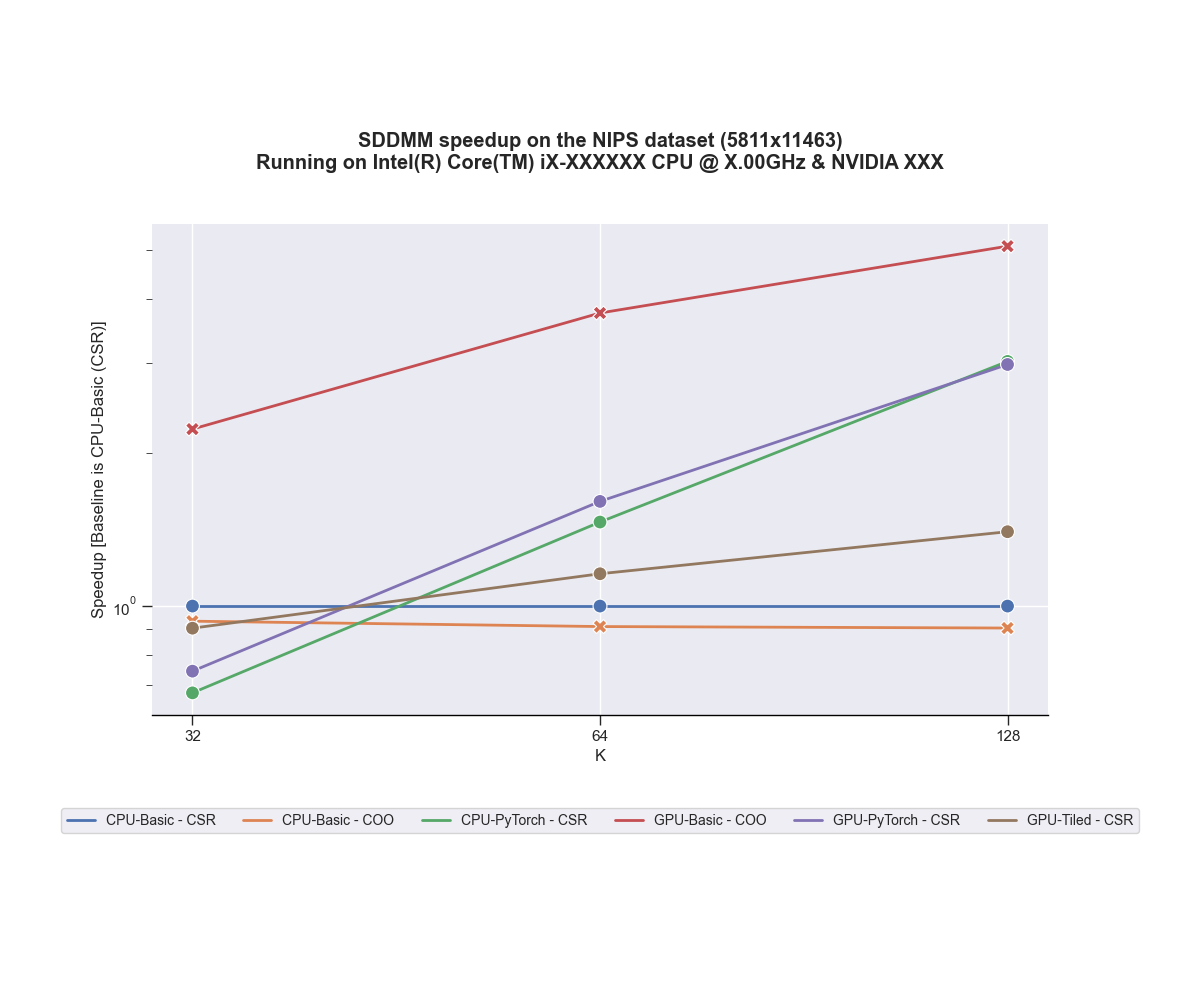 SDDMM speedup on the NIPS dataset (5811x11463)
Running on Intel(R) Core(TM) iX-XXXXXX CPU @ X.00GHz & NVIDIA XXX
Speedup [Baseline is CPU-Basic (CSR)]
10^0
32 64 128
K
CPU-Basic - CSR CPU-Basic - COO CPU-PyTorch - CSR GPU-Basic - COO GPU-PyTorch - CSR GPU-Tiled - CSR